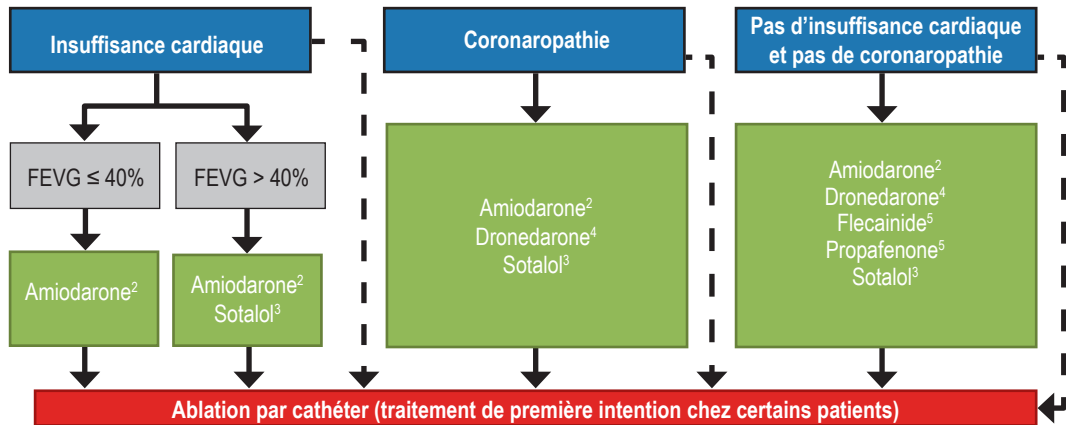 Insuffisance cardiaque
Coronaropathie
Pas d’insuffisance cardiaque
et pas de coronaropathie
FEVG ≤ 40%
FEVG > 40%
Amiodarone²
Amiodarone²
Sotalol³
Amiodarone²
Dronedarone⁴
Sotalol³
Amiodarone²
Dronedarone⁴
Flecainide⁵
Propafenone⁵
Sotalol³
Ablation par cathéter (traitement de première intention chez certains patients)